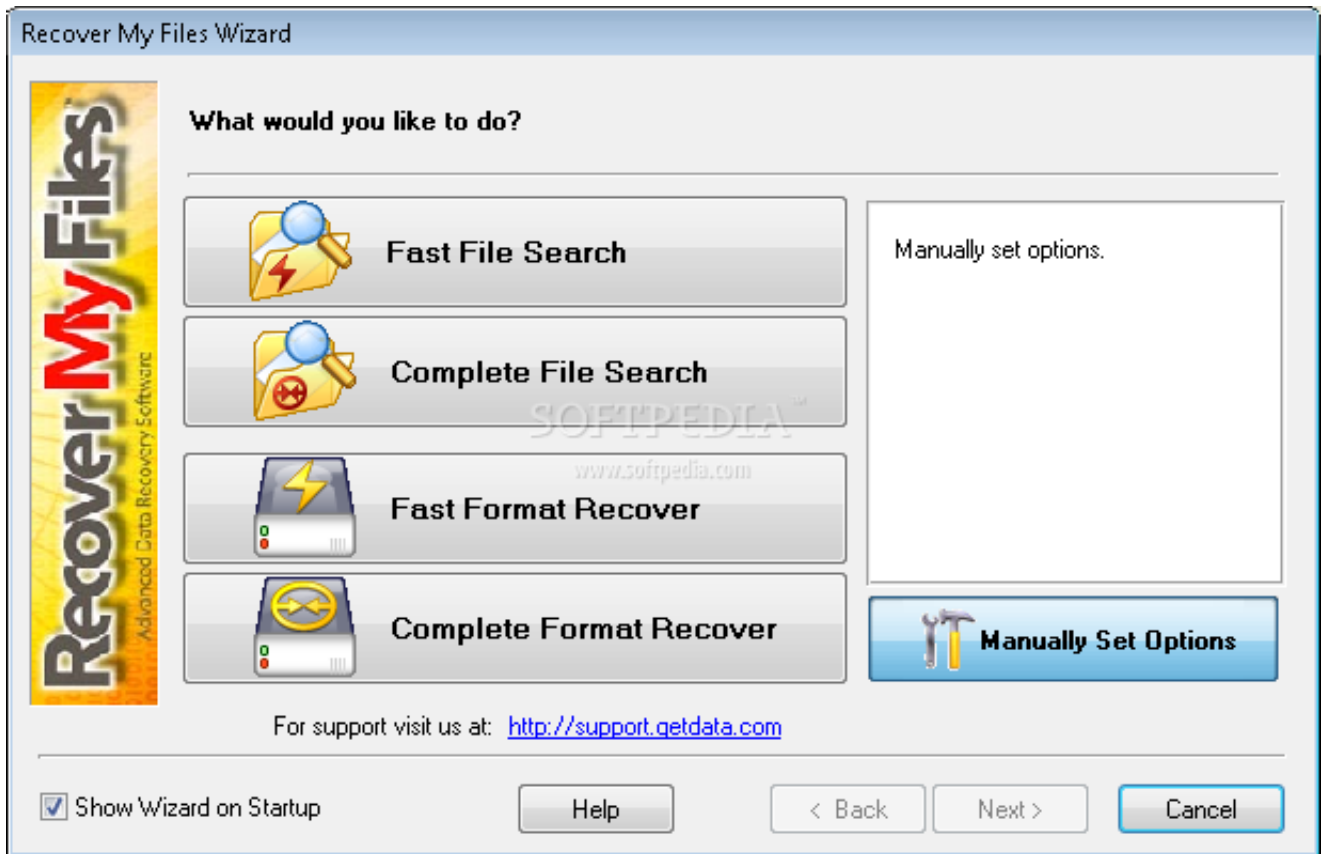 Recover My Files Wizard
Recover My Files™
Advanced Data Recovery Software
What would you like to do?
Fast File Search
Manually set options.
Complete File Search
SOFTPEDIA™
www.softpedia.com
Fast Format Recover
Complete Format Recover
Manually Set Options
For support visit us at: http://support.getdata.com
Show Wizard on Startup
Help
< Back
Next >
Cancel